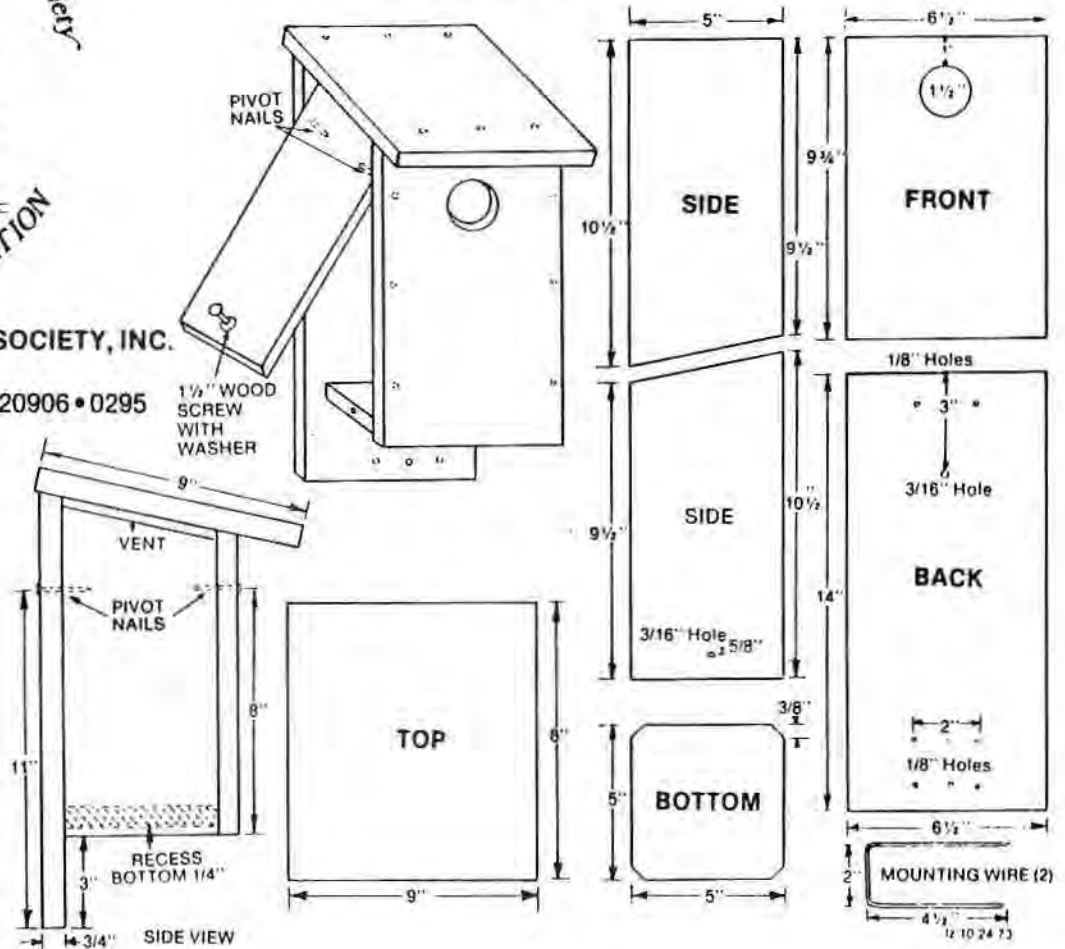 TION
SOCIETY, INC.
20906 • 0295
PIVOT
NAILS
1½" WOOD
SCREW
WITH
WASHER
9"
VENT
PIVOT
NAILS
11"
8"
3"
RECESS
BOTTOM 1/4"
3/4"
SIDE VIEW
TOP
9"
5"
10½"
SIDE
9½"
9½"
SIDE
10½
3/16" Hole
5/8"
3/8"
5"
BOTTOM
5"
6½"
1½"
9¾"
FRONT
1/8" Holes
3"
3/16" Hole
BACK
14"
2"
1/8" Holes
6½"
2"
MOUNTING WIRE (2)
4½"